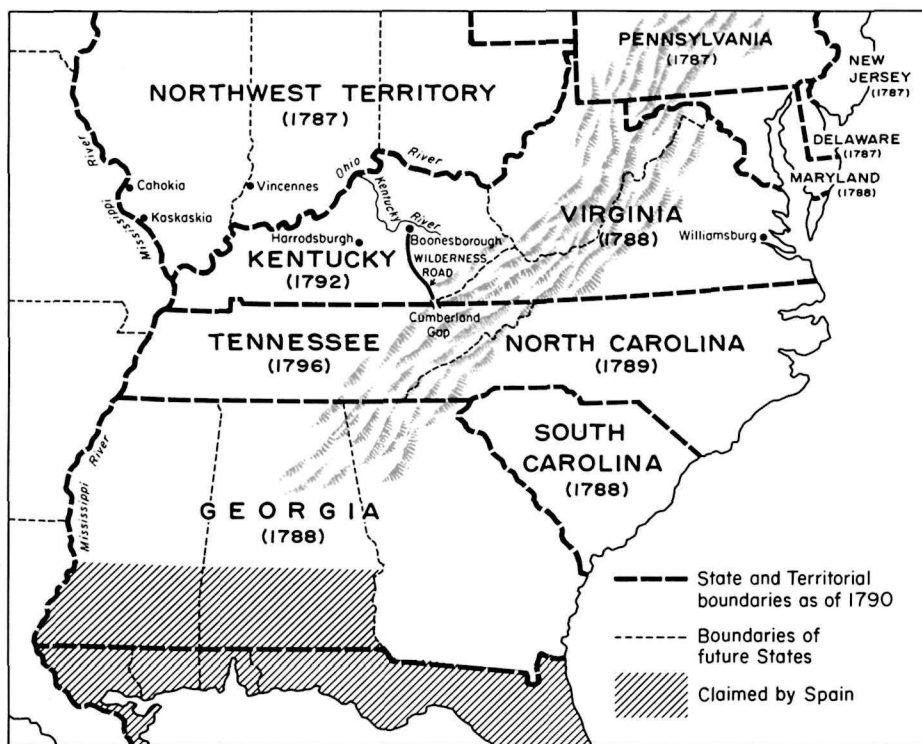 PENNSYLVANIA
(1787)
NEW
JERSEY
(1787)
NORTHWEST TERRITORY
(1787)
DELAWARE
(1787)
MARYLAND
(1788)
River
Mississippi
Cahokia
Kaskaskia
Vincennes
Ohio
River
Kentucky
River
VIRGINIA
(1788)
Williamsburg
Harrodsburgh
Boonesborough
WILDERNESS
ROAD
KENTUCKY
(1792)
Cumberland
Gap
TENNESSEE
(1796)
NORTH CAROLINA
(1789)
SOUTH
CAROLINA
(1788)
Mississippi
River
GEORGIA
(1788)
State and Territorial
boundaries as of 1790
Boundaries of
future States
Claimed by Spain